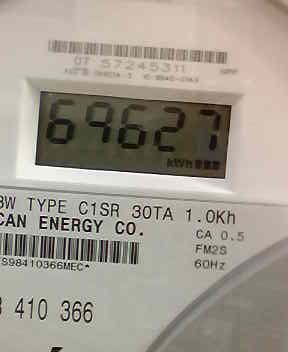 07 57245311
69627
kWh
3W TYPE C1SR 30TA 1.0Kh
CAN ENERGY CO.
CA 0.5
FM2S
60Hz
S98410366MEC*
410 366